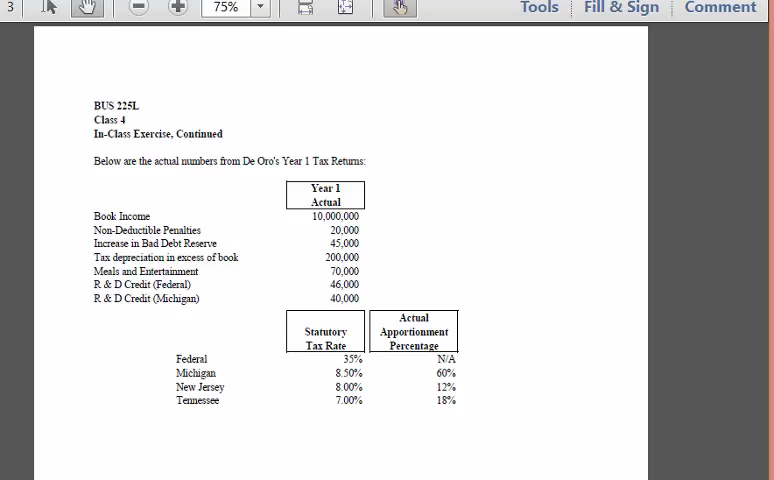 3 75% Tools Fill & Sign Comment
BUS 225L
Class 4
In-Class Exercise, Continued
Below are the actual numbers from De Oro's Year 1 Tax Returns:
Year 1
Actual
Book Income 10,000,000
Non-Deductible Penalties 20,000
Increase in Bad Debt Reserve 45,000
Tax depreciation in excess of book 200,000
Meals and Entertainment 70,000
R & D Credit (Federal) 46,000
R & D Credit (Michigan) 40,000
Actual
Statutory Apportionment
Tax Rate Percentage
Federal 35% N/A
Michigan 8.50% 60%
New Jersey 8.00% 12%
Tennessee 7.00% 18%